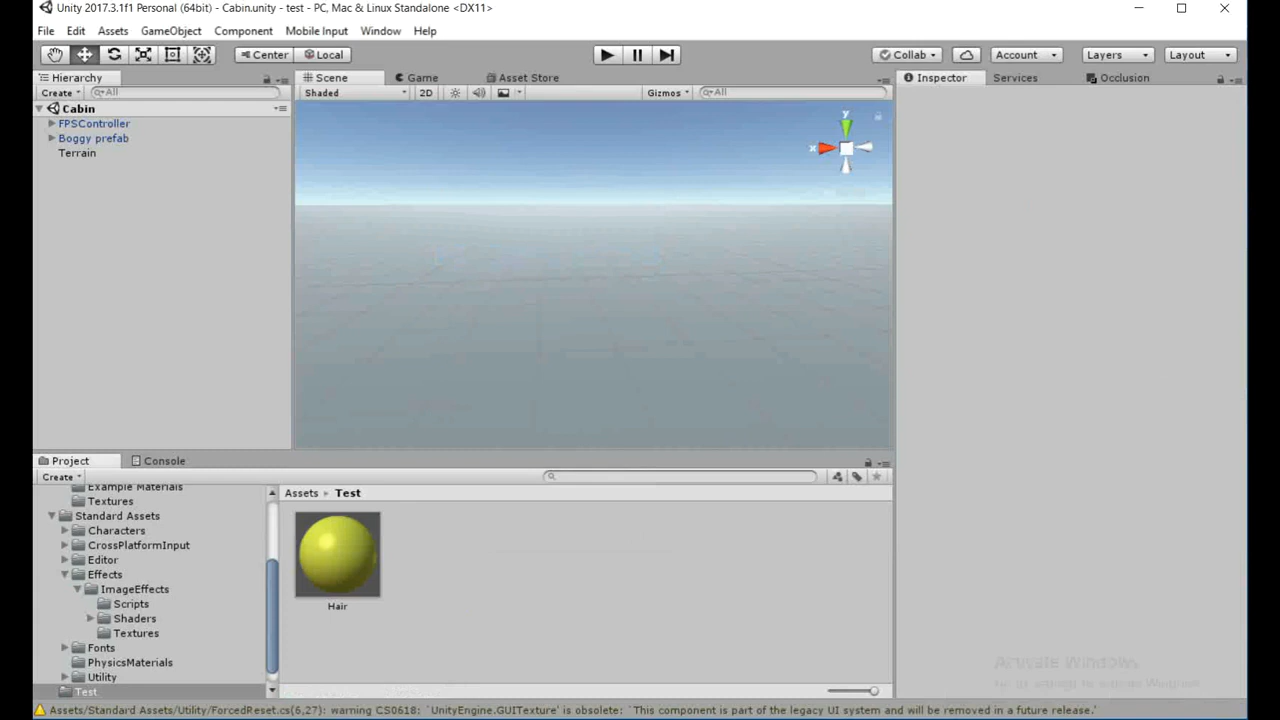 Unity 2017.3.1f1 Personal (64bit) - Cabin.unity - test - PC, Mac & Linux Standalone <DX11>
File Edit Assets GameObject Component Mobile Input Window Help
Center Local Collab Account Layers Layout
Hierarchy Scene Game Asset Store Inspector Services Occlusion
Create All Shaded 2D Gizmos All
Cabin
FPSController
Boggy prefab
Terrain
y
x
Project Console
Create
Example Materials
Textures
Standard Assets
Characters
CrossPlatformInput
Editor
Effects
ImageEffects
Scripts
Shaders
Textures
Fonts
PhysicsMaterials
Utility
Test
Assets Test
Hair
Activate Windows
Assets/Standard Assets/Utility/ForcedReset.cs(6,27): warning CS0618: `UnityEngine.GUITexture' is obsolete: `This component is part of the legacy UI system and will be removed in a future release.'